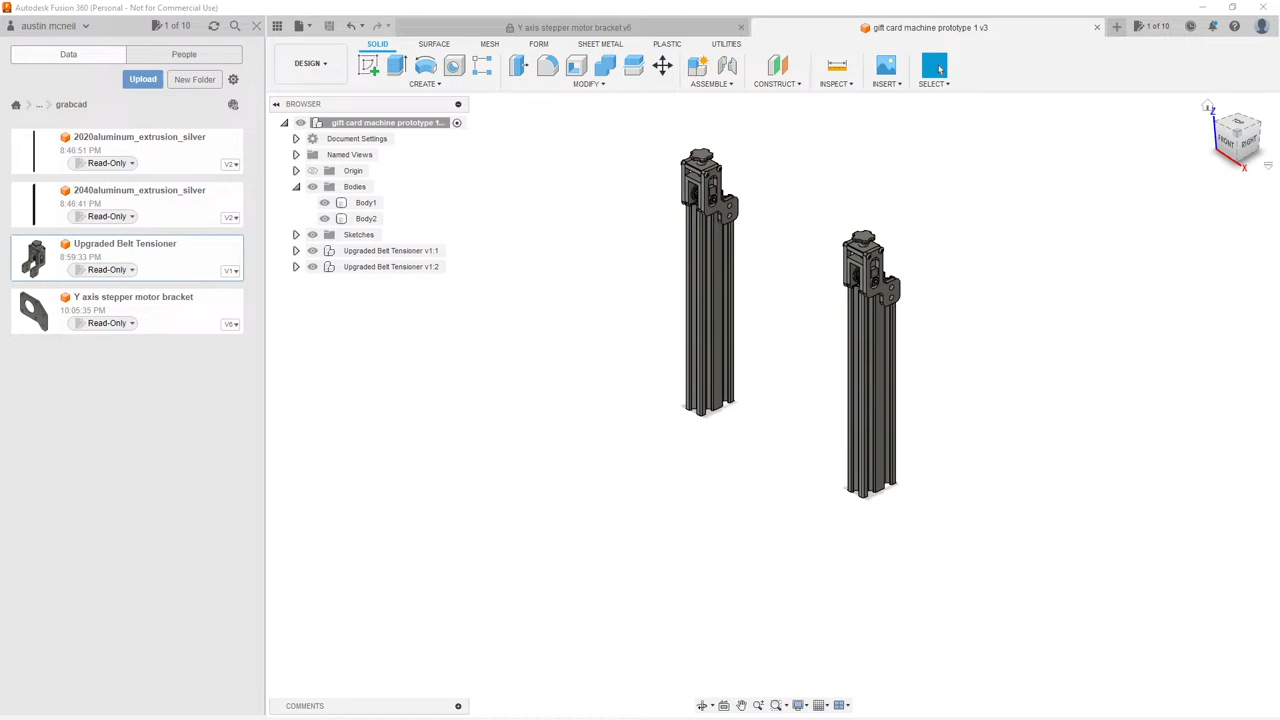 Autodesk Fusion 360 (Personal - Not for Commercial Use)
austin mcneil
1 of 10
Y axis stepper motor bracket v6
gift card machine prototype 1 v3
1 of 10
Data
People
Upload
New Folder
... grabcad
2020aluminum_extrusion_silver
8:46:51 PM
Read-Only
V2
2040aluminum_extrusion_silver
8:46:41 PM
Read-Only
V2
Upgraded Belt Tensioner
8:59:33 PM
Read-Only
V1
Y axis stepper motor bracket
10:05:35 PM
Read-Only
V6
SOLID SURFACE MESH FORM SHEET METAL PLASTIC UTILITIES
DESIGN
CREATE MODIFY ASSEMBLE CONSTRUCT INSPECT INSERT SELECT
BROWSER
gift card machine prototype 1...
Document Settings
Named Views
Origin
Bodies
Body1
Body2
Sketches
Upgraded Belt Tensioner v1:1
Upgraded Belt Tensioner v1:2
Z
FRONT RIGHT
X
COMMENTS